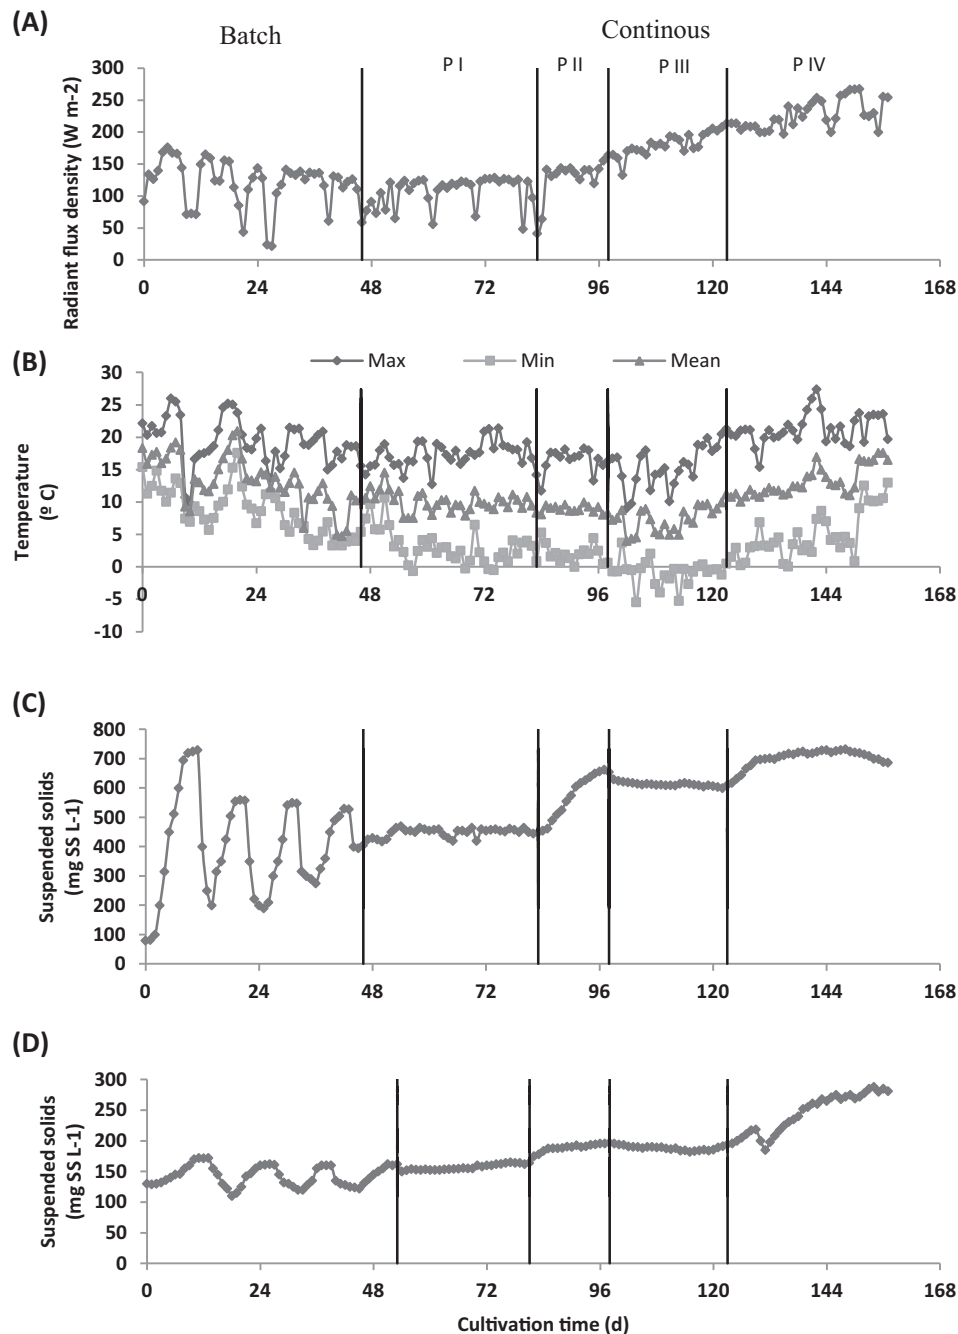 (A)
Batch
Continous
P I
P II
P III
P IV
Radiant flux density (W m-2)
300
250
200
150
100
50
0
0 24 48 72 96 120 144 168
(B)
Max Min Mean
Temperature
(º C)
30
25
20
15
10
5
0
-5
-10
0 24 48 72 96 120 144 168
(C)
Suspended solids
(mg SS L-1)
800
700
600
500
400
300
200
100
0
0 24 48 72 96 120 144 168
(D)
Suspended solids
(mg SS L-1)
300
250
200
150
100
50
0
0 24 48 72 96 120 144 168
Cultivation time (d)